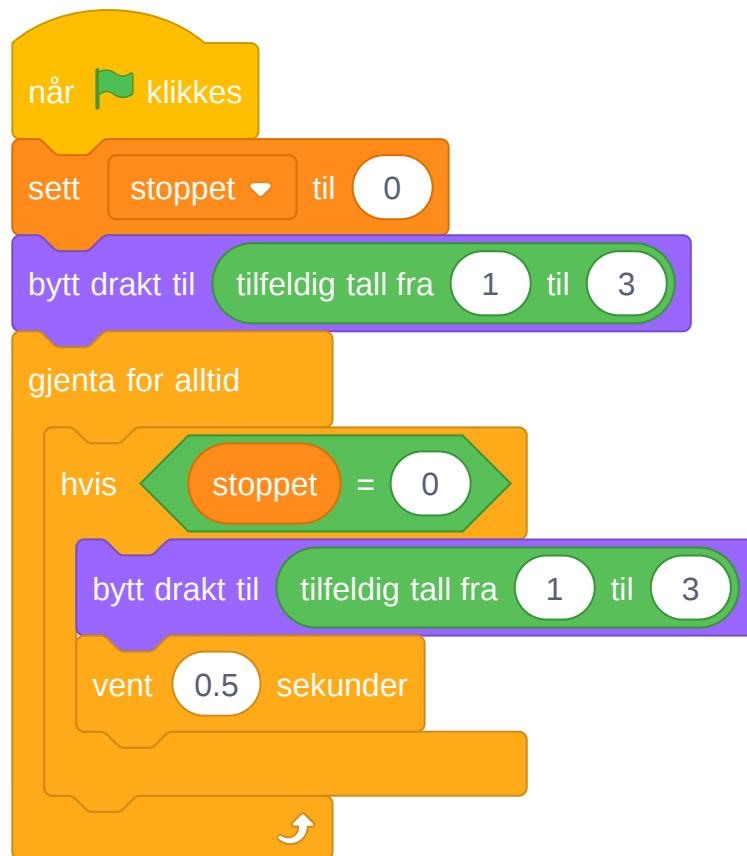 når klikkes
sett stoppet til 0
bytt drakt til tilfeldig tall fra 1 til 3
gjenta for alltid
hvis stoppet = 0
bytt drakt til tilfeldig tall fra 1 til 3
vent 0.5 sekunder